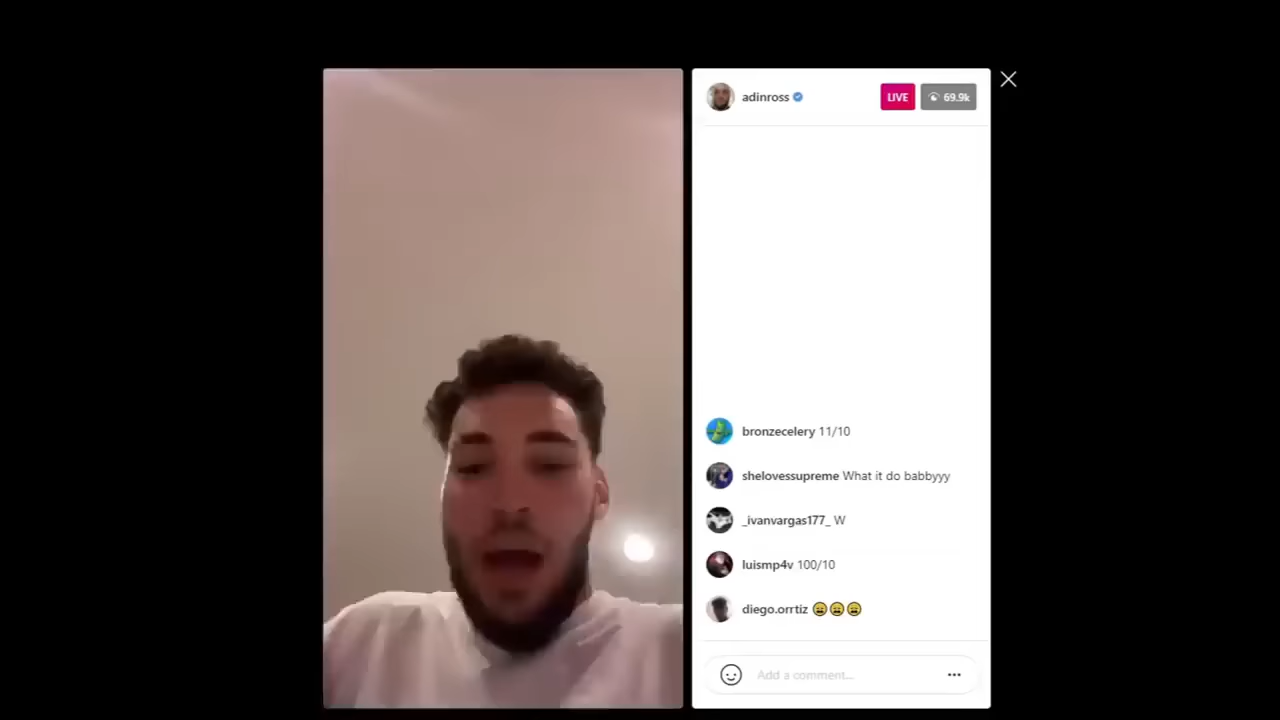 adinross
LIVE
69.9k
bronzecelery 11/10
shelovessupreme What it do babbyyy
_ivanvargas177_ W
luismp4v 100/10
diego.orrtiz 😩😩😩
Add a comment...